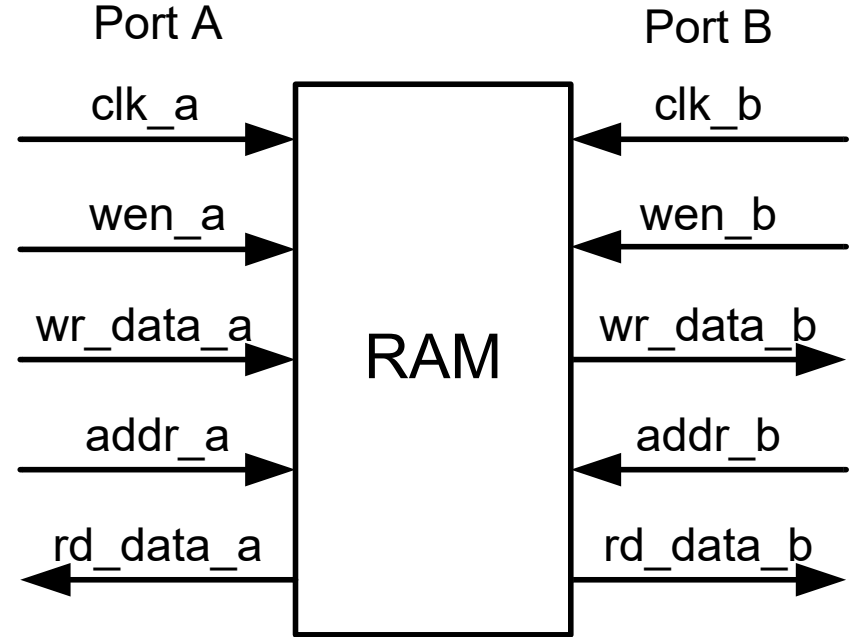 Port A
Port B
clk_a
clk_b
wen_a
wen_b
wr_data_a
wr_data_b
RAM
addr_a
addr_b
rd_data_a
rd_data_b